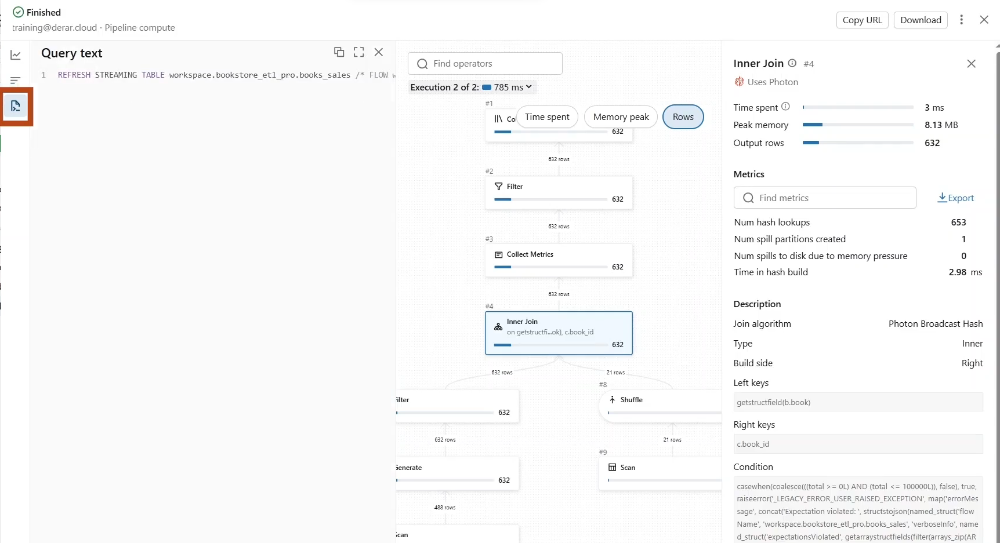 Finished
training@derar.cloud · Pipeline compute
Copy URL
Download
Query text
1 REFRESH STREAMING TABLE workspace.bookstore_etl_pro.books_sales /* FLOW
Find operators
Execution 2 of 2: 785 ms
Time spent
Memory peak
Rows
#1
632
632 rows
#2
Filter
632
632 rows
#3
Collect Metrics
632
632 rows
#4
Inner Join
on getstructfi...ok), c.book_id
632
632 rows
21 rows
ilter
632
632 rows
Generate
632
488 rows
Scan
#8
Shuffle
21 rows
#9
Scan
Inner Join #4
Uses Photon
Time spent 3 ms
Peak memory 8.13 MB
Output rows 632
Metrics
Find metrics
Export
Num hash lookups 653
Num spill partitions created 1
Num spills to disk due to memory pressure 0
Time in hash build 2.98 ms
Description
Join algorithm Photon Broadcast Hash
Type Inner
Build side Right
Left keys
getstructfield(b.book)
Right keys
c.book_id
Condition
casewhen(coalesce(((total >= 0L) AND (total <= 100000L)), false), true,
raiseerror('_LEGACY_ERROR_USER_RAISED_EXCEPTION', map('errorMes
sage', concat('Expectation violated: ', structstojson(named_struct('flow
Name', 'workspace.bookstore_etl_pro.books_sales', 'verboseInfo', name
d_struct('expectationsViolated', getarraystructfields(filter(arrays_zip(AR